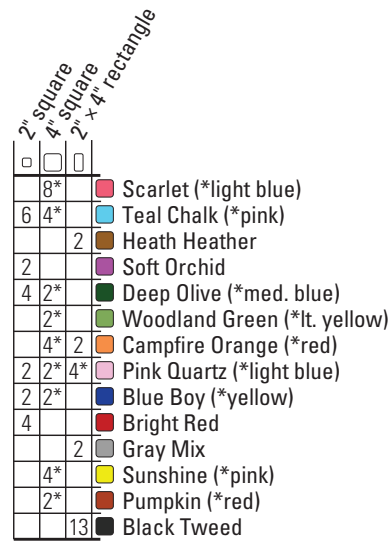 2" square
4" square
2" × 4" rectangle
8* Scarlet (*light blue)
6 4* Teal Chalk (*pink)
2 Heath Heather
2 Soft Orchid
4 2* Deep Olive (*med. blue)
2* Woodland Green (*lt. yellow)
4* 2 Campfire Orange (*red)
2 2* 4* Pink Quartz (*light blue)
2 2* Blue Boy (*yellow)
4 Bright Red
2 Gray Mix
4* Sunshine (*pink)
2* Pumpkin (*red)
13 Black Tweed